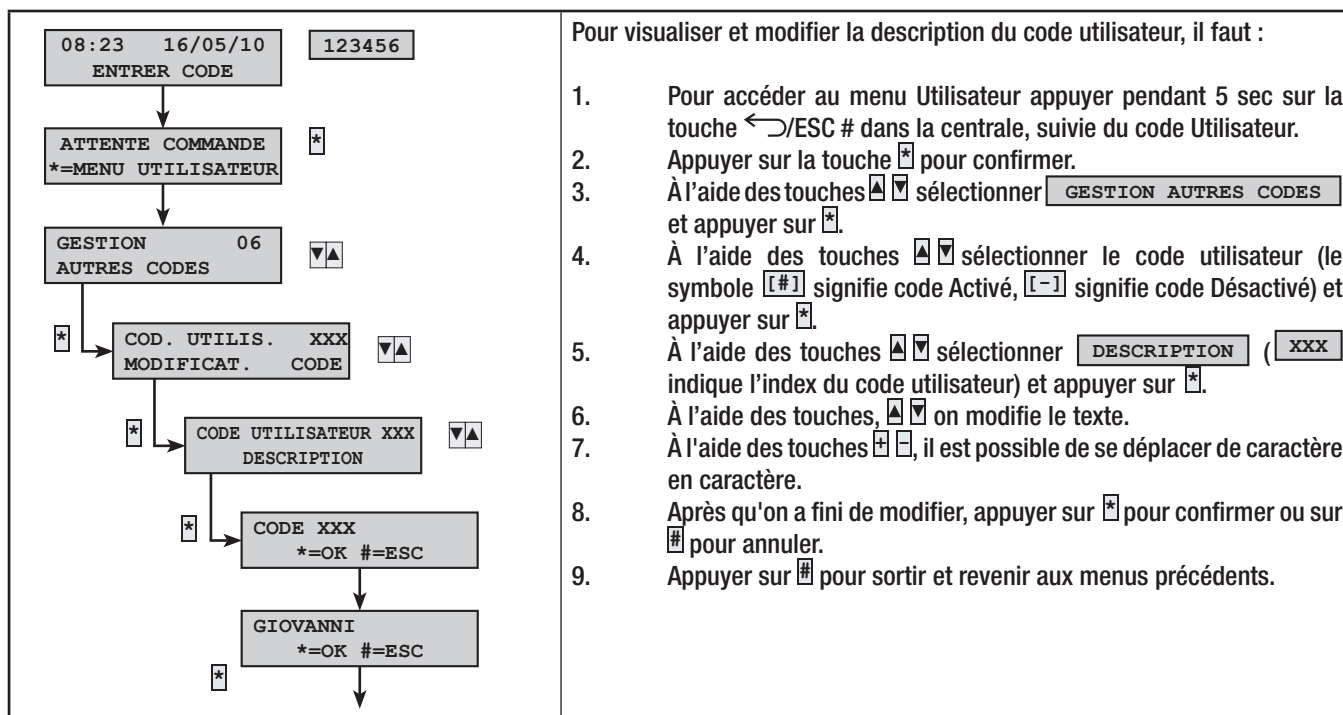 08:23 16/05/10 123456
ENTRER CODE
ATTENTE COMMANDE *
*=MENU UTILISATEUR
GESTION 06
AUTRES CODES ▼▲
* COD. UTILIS. XXX
MODIFICAT. CODE ▼▲
* CODE UTILISATEUR XXX ▼▲
DESCRIPTION
* CODE XXX
*=OK #=ESC
GIOVANNI
*=OK #=ESC
*
Pour visualiser et modifier la description du code utilisateur, il faut :
1. Pour accéder au menu Utilisateur appuyer pendant 5 sec sur la
touche ↩/ESC # dans la centrale, suivie du code Utilisateur.
2. Appuyer sur la touche * pour confirmer.
3. À l’aide des touches ▲ ▼ sélectionner GESTION AUTRES CODES
et appuyer sur *.
4. À l’aide des touches ▲ ▼ sélectionner le code utilisateur (le
symbole [#] signifie code Activé, [-] signifie code Désactivé) et
appuyer sur *.
5. À l’aide des touches ▲ ▼ sélectionner DESCRIPTION ( XXX
indique l’index du code utilisateur) et appuyer sur *.
6. À l’aide des touches, ▲ ▼ on modifie le texte.
7. À l'aide des touches + -, il est possible de se déplacer de caractère
en caractère.
8. Après qu'on a fini de modifier, appuyer sur * pour confirmer ou sur
# pour annuler.
9. Appuyer sur # pour sortir et revenir aux menus précédents.